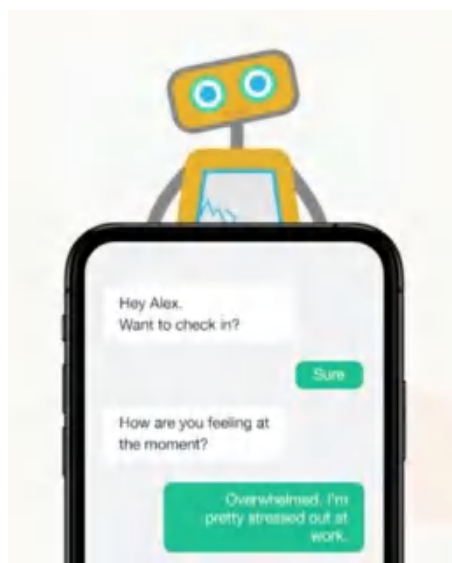 Hey Alex.
Want to check in?
Sure
How are you feeling at
the moment?
Overwhelmed. I'm
pretty stressed out at
work.